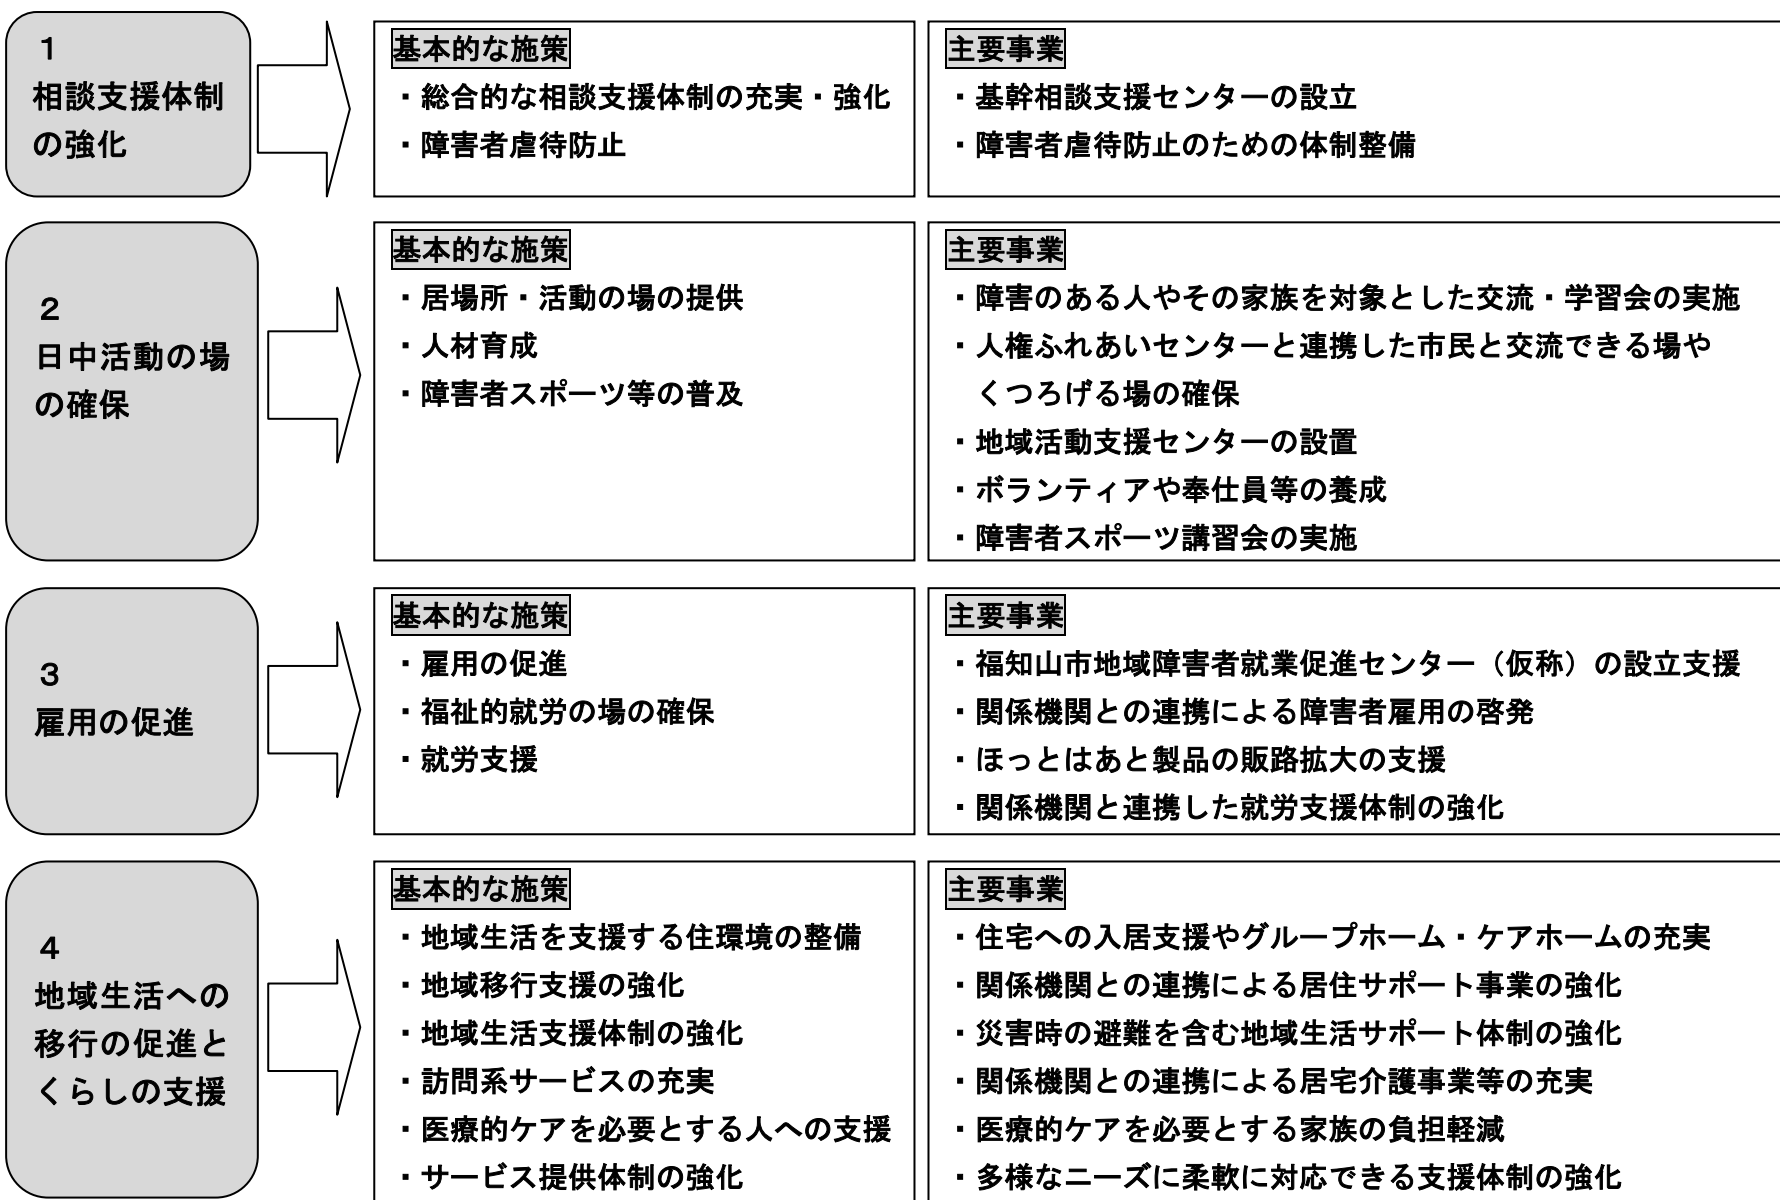 １
相談支援体制
の強化
基本的な施策
・総合的な相談支援体制の充実・強化
・障害者虐待防止
主要事業
・基幹相談支援センターの設立
・障害者虐待防止のための体制整備
２
日中活動の場
の確保
基本的な施策
・居場所・活動の場の提供
・人材育成
・障害者スポーツ等の普及
主要事業
・障害のある人やその家族を対象とした交流・学習会の実施
・人権ふれあいセンターと連携した市民と交流できる場や
くつろげる場の確保
・地域活動支援センターの設置
・ボランティアや奉仕員等の養成
・障害者スポーツ講習会の実施
３
雇用の促進
基本的な施策
・雇用の促進
・福祉的就労の場の確保
・就労支援
主要事業
・福知山市地域障害者就業促進センター（仮称）の設立支援
・関係機関との連携による障害者雇用の啓発
・ほっとはあと製品の販路拡大の支援
・関係機関と連携した就労支援体制の強化
４
地域生活への
移行の促進と
くらしの支援
基本的な施策
・地域生活を支援する住環境の整備
・地域移行支援の強化
・地域生活支援体制の強化
・訪問系サービスの充実
・医療的ケアを必要とする人への支援
・サービス提供体制の強化
主要事業
・住宅への入居支援やグループホーム・ケアホームの充実
・関係機関との連携による居住サポート事業の強化
・災害時の避難を含む地域生活サポート体制の強化
・関係機関との連携による居宅介護事業等の充実
・医療的ケアを必要とする家族の負担軽減
・多様なニーズに柔軟に対応できる支援体制の強化